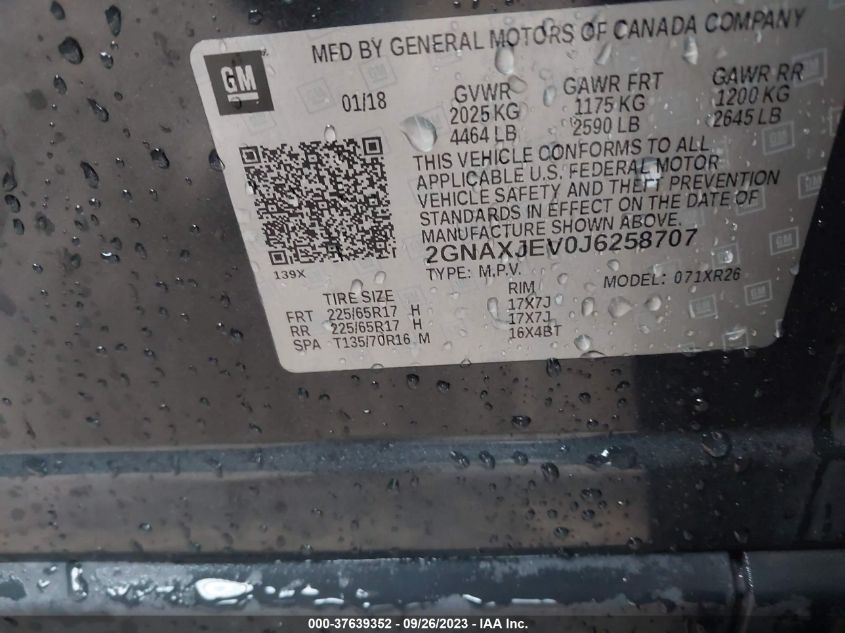 MFD BY GENERAL MOTORS OF CANADA COMPANY
GM
01/18
GVWR GAWR FRT GAWR RR
2025 KG 1175 KG 1200 KG
4464 LB 2590 LB 2645 LB
THIS VEHICLE CONFORMS TO ALL
APPLICABLE U.S. FEDERAL MOTOR
VEHICLE SAFETY AND THEFT PREVENTION
STANDARDS IN EFFECT ON THE DATE OF
MANUFACTURE SHOWN ABOVE.
2GNAXJEV0J6258707
139X
TYPE: M.P.V. MODEL: 071XR26
TIRE SIZE RIM
FRT 225/65R17 H 17X7J
RR 225/65R17 H 17X7J
SPA T135/70R16 M 16X4BT
000-37639352 / 09/26/2023 / IAA Inc.